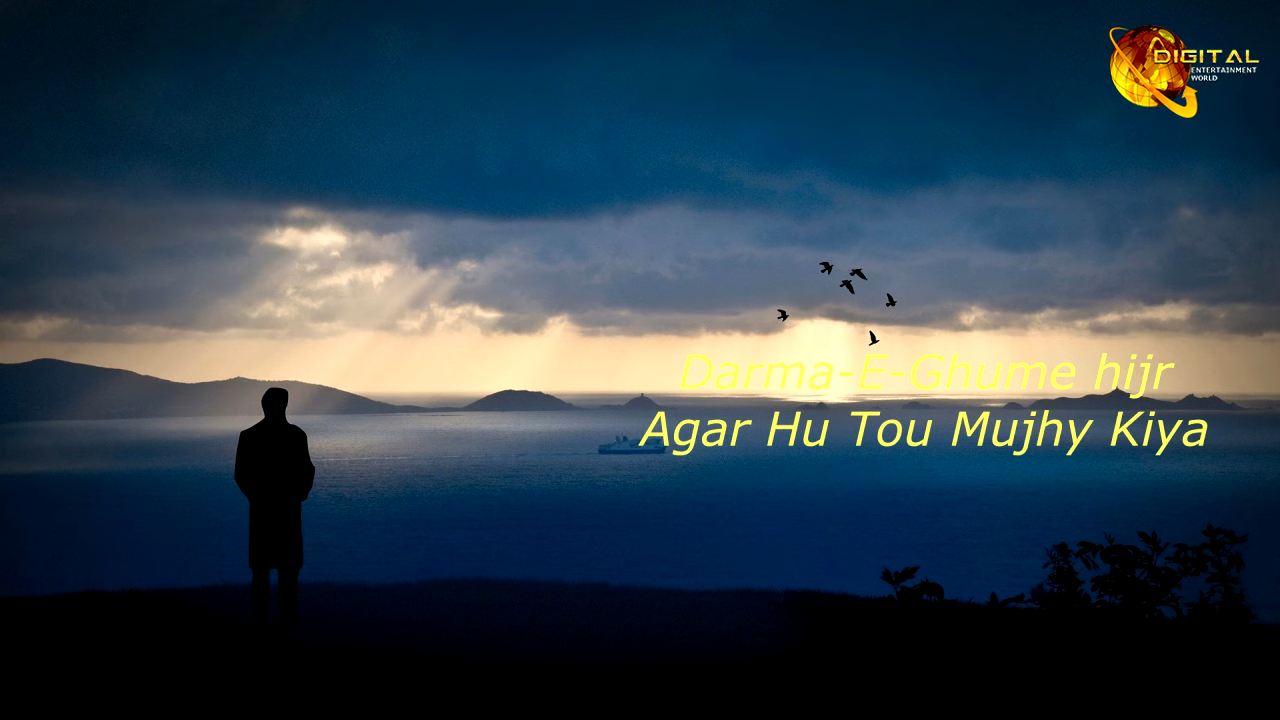 DIGITAL
ENTERTAINMENT
WORLD
Darma-E-Ghume hijr
Agar Hu Tou Mujhy Kiya